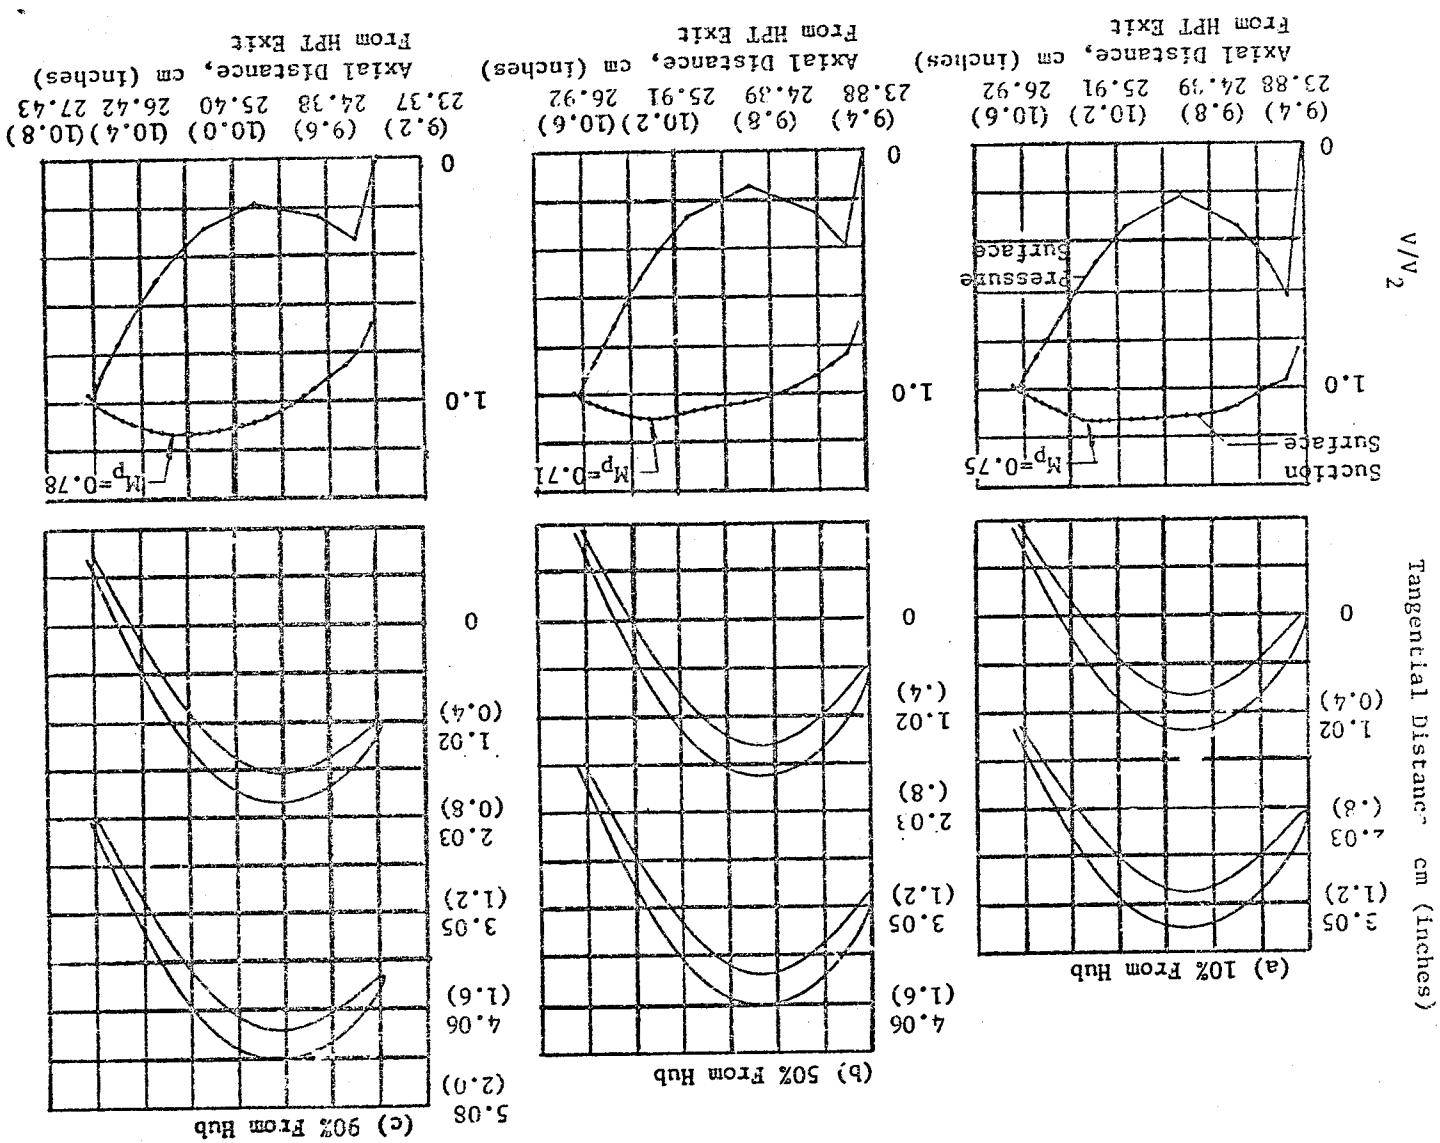 Tangential Distance cm (inches)
(a) 10% From Hub
3.05
(1.2)
2.03
(.8)
1.02
(0.4)
0
(b) 50% From Hub
4.06
(1.6)
3.05
(1.2)
2.03
(.8)
1.02
(.4)
0
(c) 90% From Hub
5.08
(2.0)
4.06
(1.6)
3.05
(1.2)
2.03
(0.8)
1.02
(0.4)
0
V/V2
Suction
Surface
Mp=0.75
1.0
Pressure
Surface
0
(9.4) (9.8) (10.2) (10.6)
23.88 24.39 25.91 26.92
Axial Distance, cm (inches)
From HPT Exit
Mp=0.71
1.0
0
(9.4) (9.8) (10.2) (10.6)
23.88 24.89 25.91 26.92
Axial Distance, cm (inches)
From HPT Exit
Mp=0.78
1.0
0
(9.2) (9.6) (10.0) (10.4) (10.8)
23.37 24.38 25.40 26.42 27.43
Axial Distance, cm (inches)
From HPT Exit